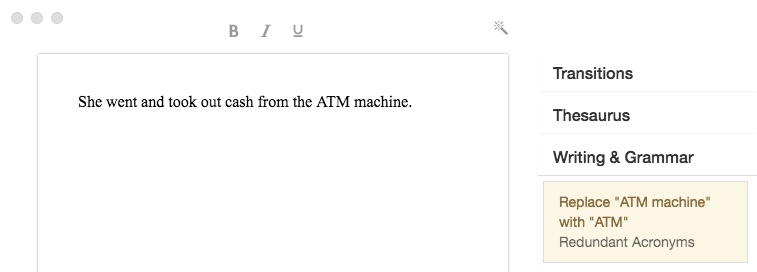 B I U
She went and took out cash from the ATM machine.
Transitions
Thesaurus
Writing & Grammar
Replace "ATM machine"
with "ATM"
Redundant Acronyms